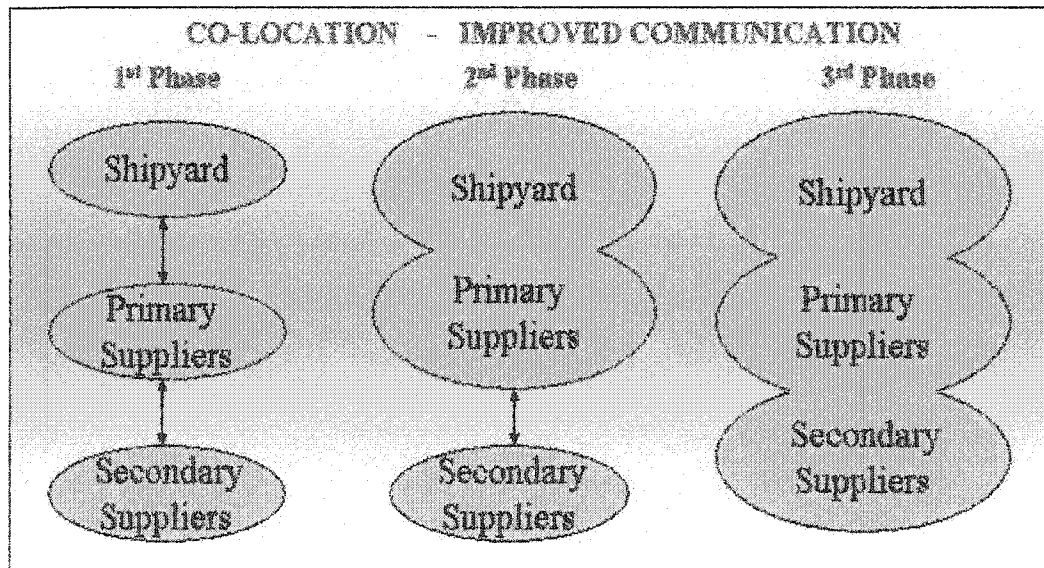 CO-LOCATION - IMPROVED COMMUNICATION
1st Phase
2nd Phase
3rd Phase
Shipyard
Primary
Suppliers
Secondary
Suppliers
Shipyard
Primary
Suppliers
Secondary
Suppliers
Shipyard
Primary
Suppliers
Secondary
Suppliers